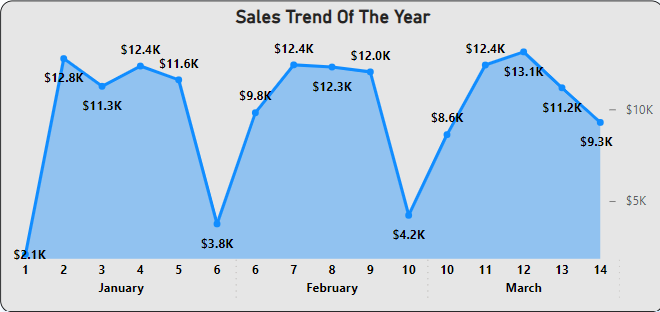 Sales Trend Of The Year
$2.1K
$12.8K
$11.3K
$12.4K
$11.6K
$3.8K
$9.8K
$12.4K
$12.3K
$12.0K
$4.2K
$8.6K
$12.4K
$13.1K
$11.2K
$9.3K
$10K
$5K
1 2 3 4 5 6 6 7 8 9 10 10 11 12 13 14
January February March